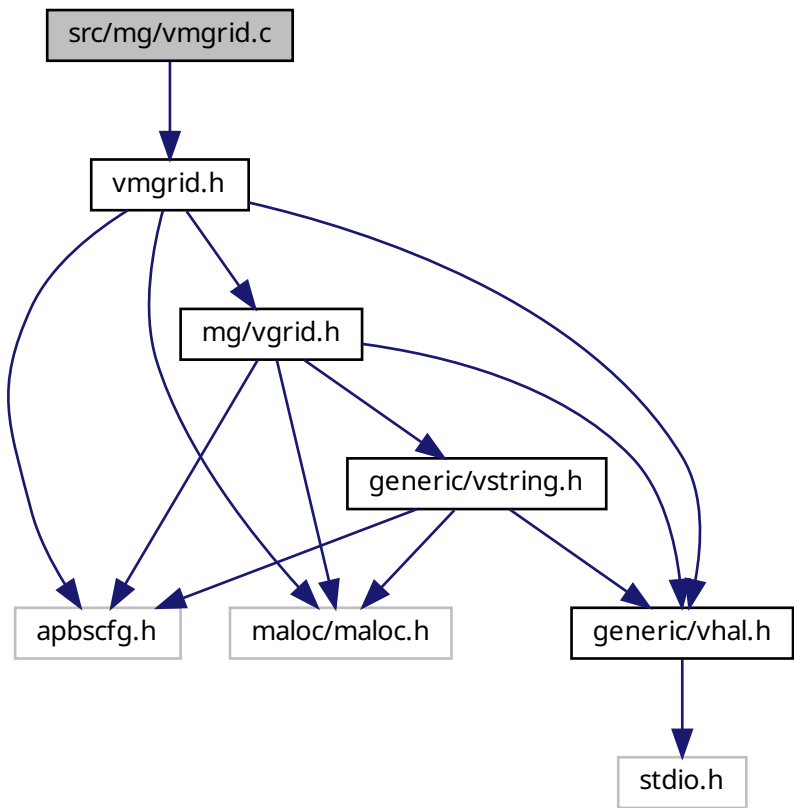 src/mg/vmgrid.c
vmgrid.h
mg/vgrid.h
generic/vstring.h
apbscfg.h
maloc/maloc.h
generic/vhal.h
stdio.h